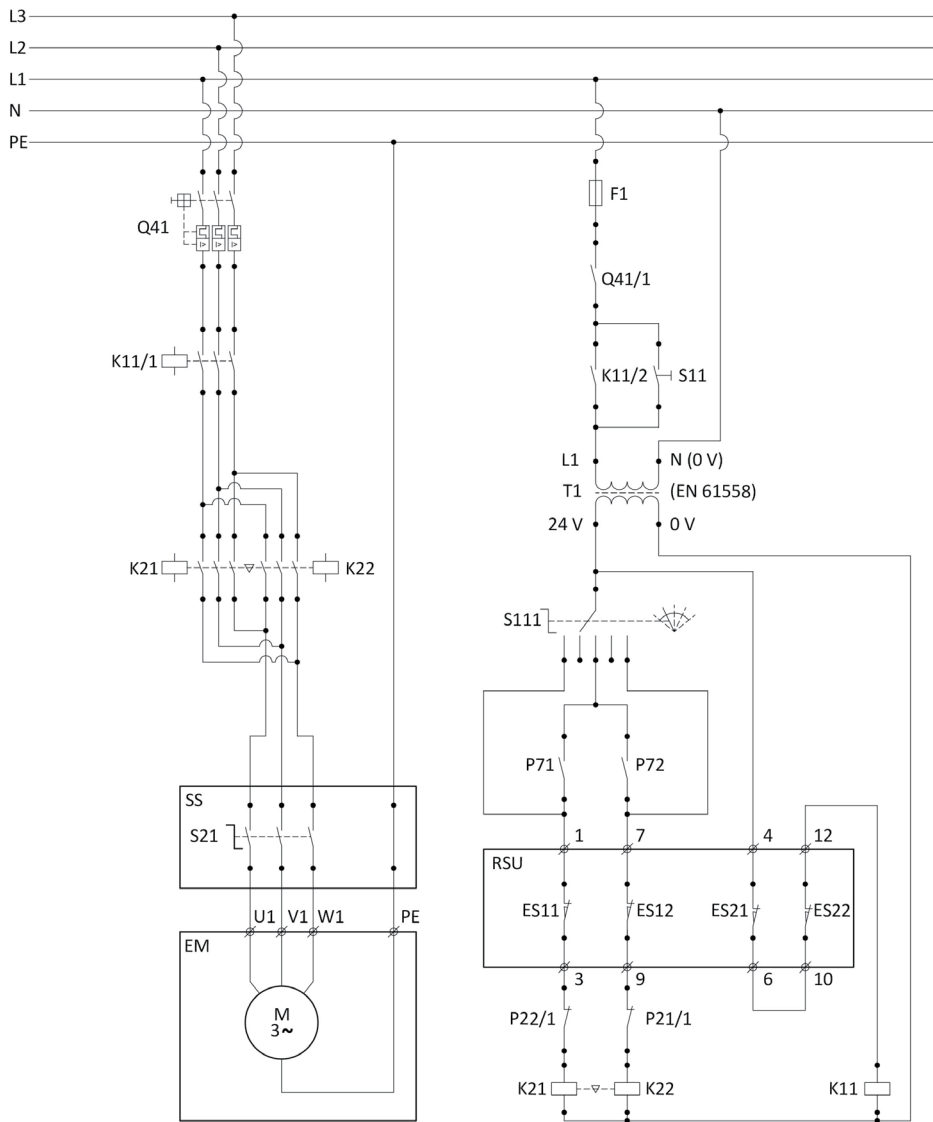 L3
L2
L1
N
PE
F1
Q41
Q41/1
K11/1
K11/2
S11
L1
N (0 V)
T1
(EN 61558)
24 V
0 V
K21
K22
S111
P71
P72
SS
S21
1
7
4
12
RSU
ES11
ES12
ES21
ES22
U1
V1
W1
PE
EM
3
9
6
10
M
3~
P22/1
P21/1
K21
K22
K11